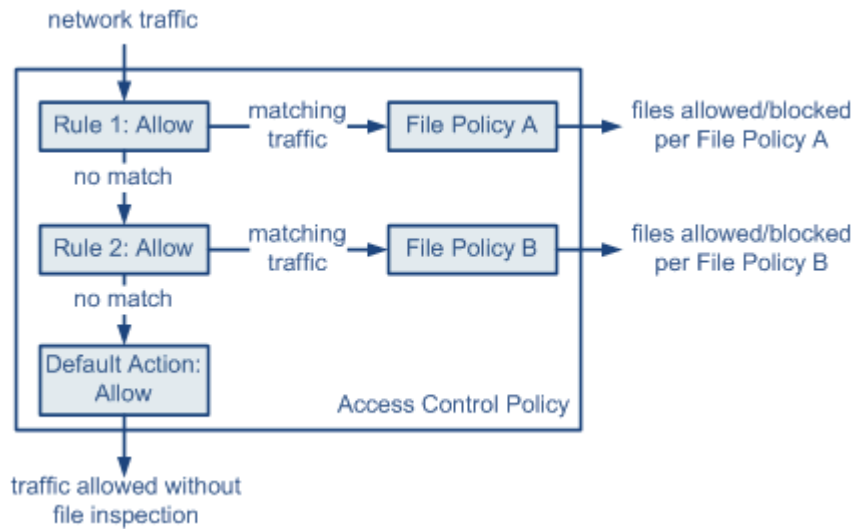 network traffic
Rule 1: Allow
matching
traffic
File Policy A
files allowed/blocked
per File Policy A
no match
Rule 2: Allow
matching
traffic
File Policy B
files allowed/blocked
per File Policy B
no match
Default Action:
Allow
Access Control Policy
traffic allowed without
file inspection